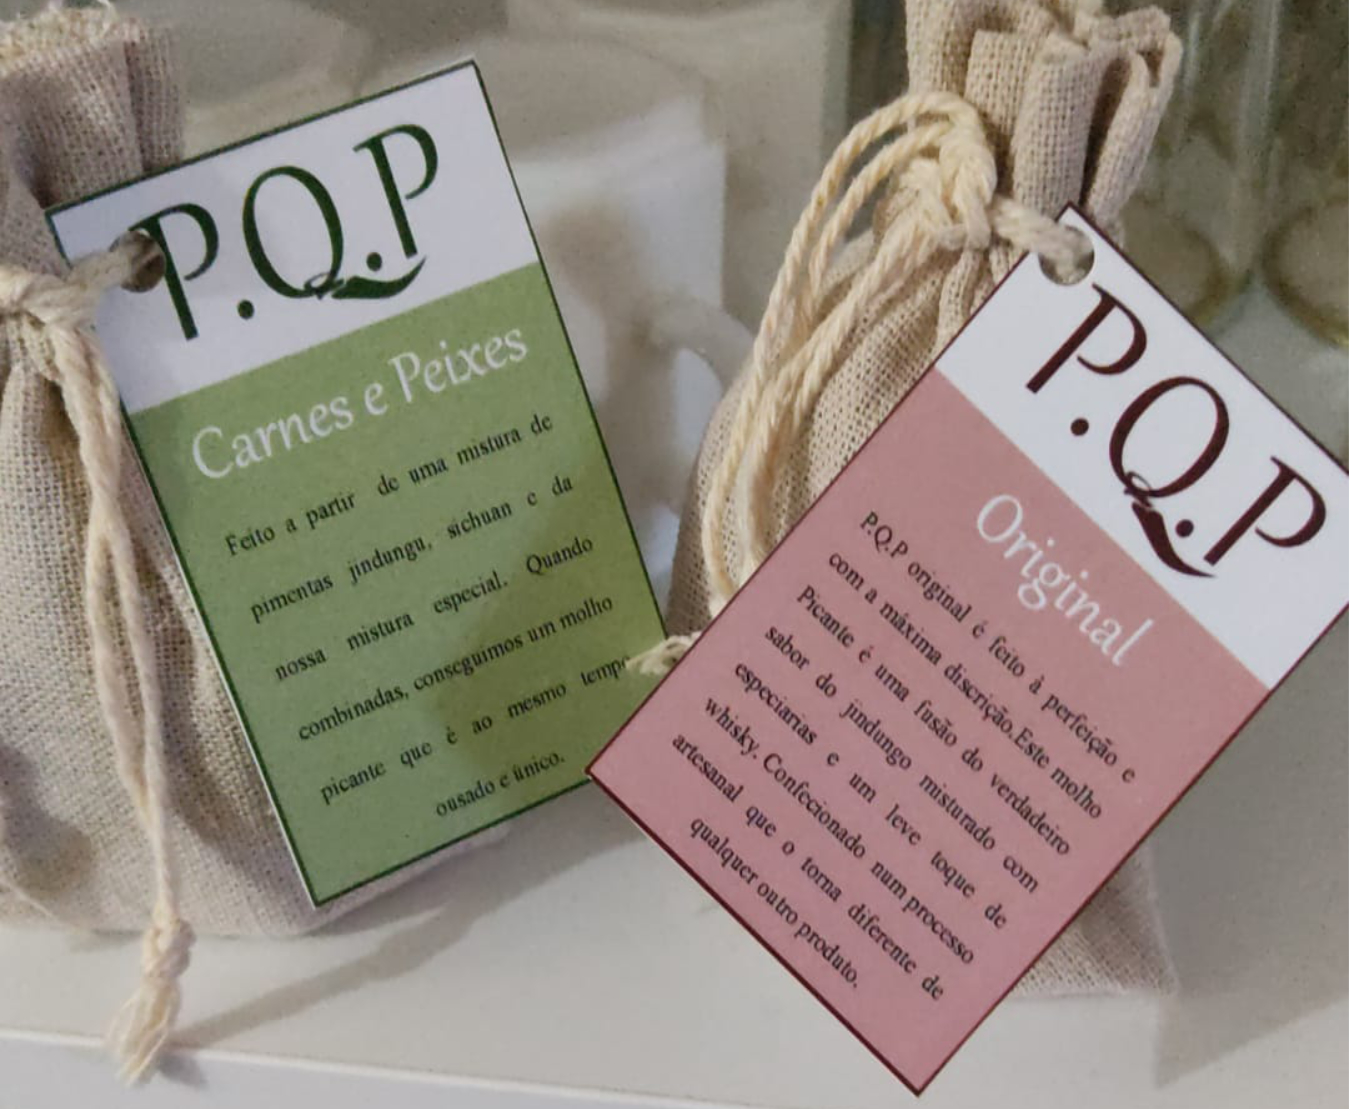 P.Q.P
Carnes e Peixes
Feito a partir de uma mistura de
pimentas jindungu, sichuan e da
nossa mistura especial. Quando
combinadas, conseguimos um molho
picante que é ao mesmo tempo
ousado e único.
P.Q.P
Original
P.Q.P original é feito à perfeição e
com a máxima discrição.Este molho
Picante é uma fusão do verdadeiro
sabor do jindungo misturado com
especiarias e um leve toque de
whisky. Confecionado num processo
artesanal que o torna diferente de
qualquer outro produto.